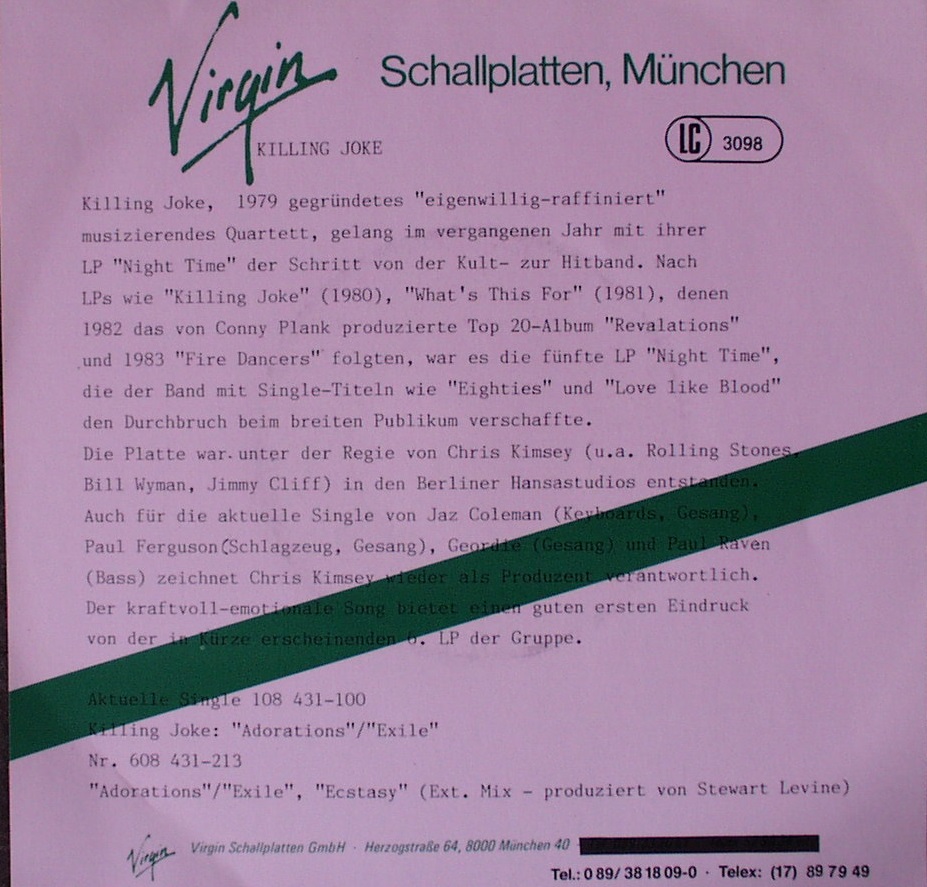 Virgin Schallplatten, München
LC 3098
KILLING JOKE
Killing Joke, 1979 gegründetes "eigenwillig-raffiniert"
musizierendes Quartett, gelang im vergangenen Jahr mit ihrer
LP "Night Time" der Schritt von der Kult- zur Hitband. Nach
LPs wie "Killing Joke" (1980), "What's This For" (1981), denen
1982 das von Conny Plank produzierte Top 20-Album "Revalations"
und 1983 "Fire Dancers" folgten, war es die fünfte LP "Night Time",
die der Band mit Single-Titeln wie "Eighties" und "Love like Blood"
den Durchbruch beim breiten Publikum verschaffte.
Die Platte war unter der Regie von Chris Kimsey (u.a. Rolling Stones,
Bill Wyman, Jimmy Cliff) in den Berliner Hansastudios entstanden.
Auch für die aktuelle Single von Jaz Coleman (Keyboards, Gesang),
Paul Ferguson(Schlagzeug, Gesang), Geordie (Gesang) und Paul Raven
(Bass) zeichnet Chris Kimsey wieder als Produzent verantwortlich.
Der kraftvoll-emotionale Song bietet einen guten ersten Eindruck
von der in Kürze erscheinenden 6. LP der Gruppe.
Aktuelle Single 108 431-100
Killing Joke: "Adorations"/"Exile"
Nr. 608 431-213
"Adorations"/"Exile", "Ecstasy" (Ext. Mix - produziert von Stewart Levine)
Virgin Virgin Schallplatten GmbH · Herzogstraße 64, 8000 München 40
Tel.: 0 89/ 38 18 09-0 · Telex: (17) 89 79 49